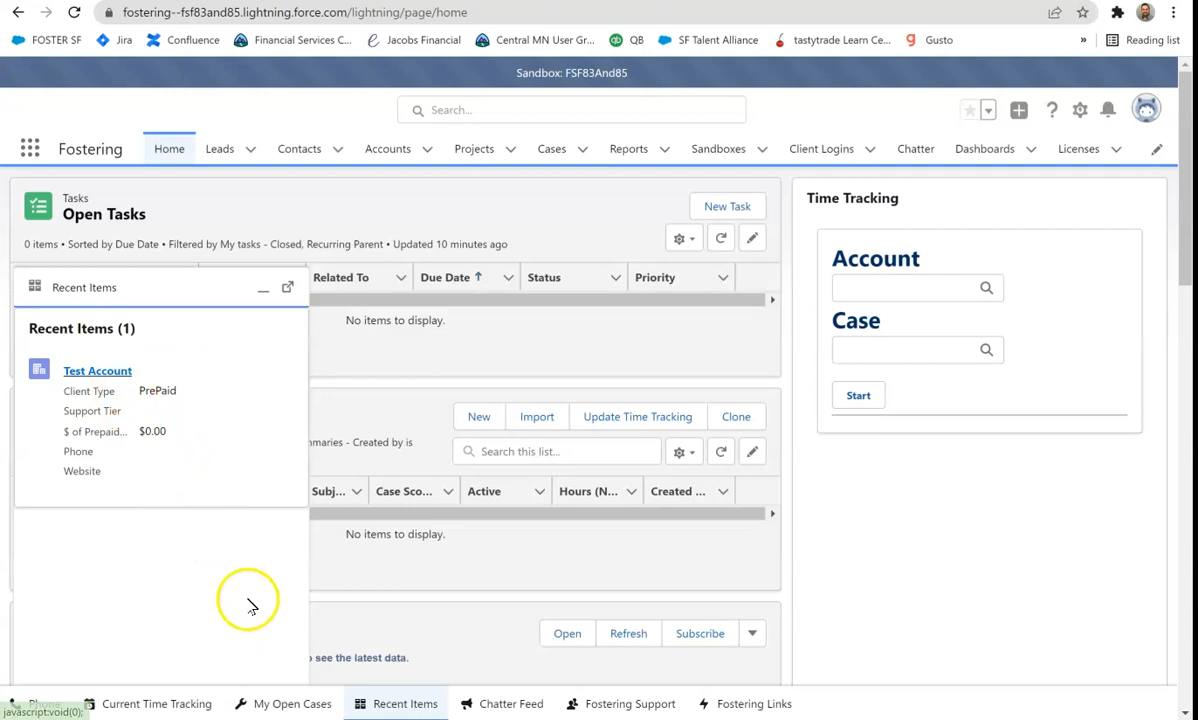 fostering--fsf83and85.lightning.force.com/lightning/page/home
FOSTER SF
Jira
Confluence
Financial Services C...
Jacobs Financial
Central MN User Gr...
QB
SF Talent Alliance
tastytrade Learn Ce...
Gusto
»
Reading list
Sandbox: FSF83And85
Search...
Fostering
Home
Leads
Contacts
Accounts
Projects
Cases
Reports
Sandboxes
Client Logins
Chatter
Dashboards
Licenses
Tasks
Open Tasks
New Task
0 items • Sorted by Due Date • Filtered by My tasks - Closed, Recurring Parent • Updated 10 minutes ago
Related To
Due Date
Status
Priority
No items to display.
Recent Items
Recent Items (1)
Test Account
Client Type PrePaid
Support Tier
$ of Prepaid... $0.00
Phone
Website
New
Import
Update Time Tracking
Clone
mmaries - Created by is
Search this list...
Subj...
Case Sco...
Active
Hours (N...
Created ...
No items to display.
Open
Refresh
Subscribe
to see the latest data.
Time Tracking
Account
Case
Start
Phone
Current Time Tracking
My Open Cases
Recent Items
Chatter Feed
Fostering Support
Fostering Links
javascript:void(0);